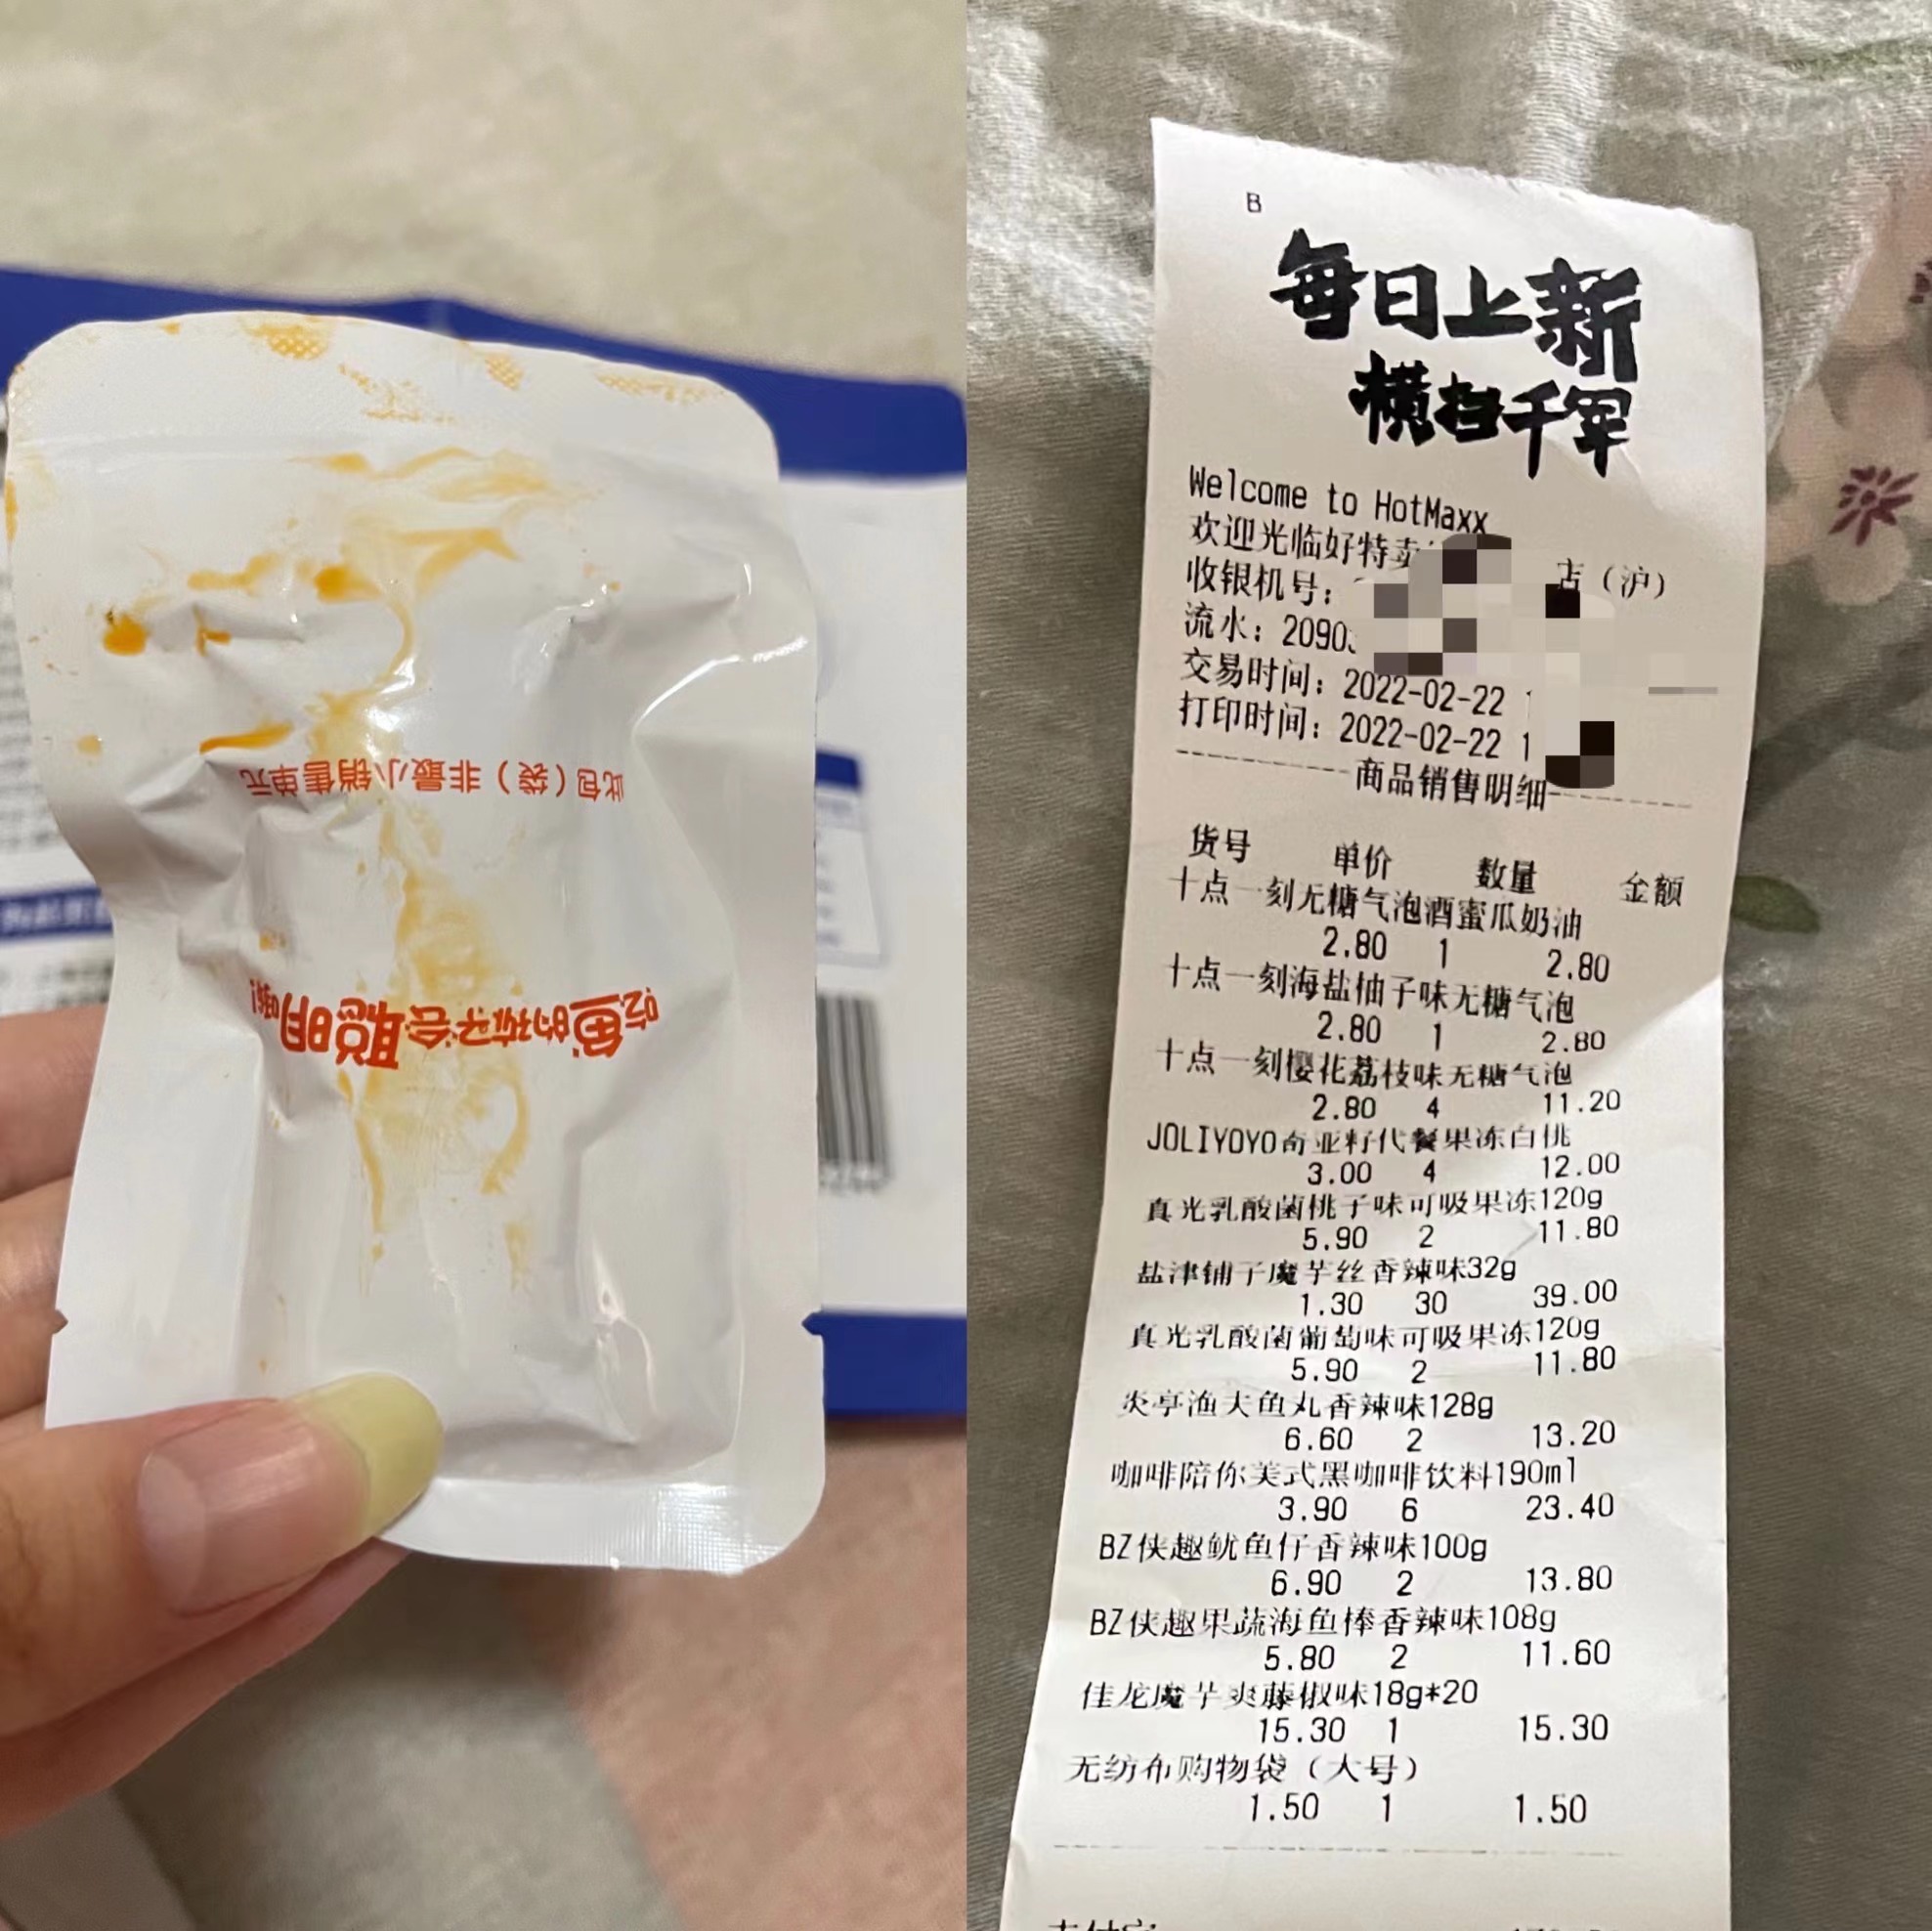 此包（袋）非最小销售单元
吃鱼的孩子会聪明哦!
B
每日上新
横扫千军
Welcome to HotMaxx
欢迎光临好特卖
店（沪）
收银机号:
流水: 2090
交易时间: 2022-02-22 1
打印时间: 2022-02-22 1
商品销售明细
货号 单价 数量 金额
十点一刻无糖气泡酒蜜瓜奶油
2.80 1 2.80
十点一刻海盐柚子味无糖气泡
2.80 1 2.80
十点一刻樱花荔枝味无糖气泡
2.80 4 11.20
JOLIYOYO奇亚籽代餐果冻白桃
3.00 4 12.00
真光乳酸菌桃子味可吸果冻120g
5.90 2 11.80
盐津铺子魔芋丝香辣味32g
1.30 30 39.00
真光乳酸菌葡萄味可吸果冻120g
5.90 2 11.80
炎亭渔夫鱼丸香辣味128g
6.60 2 13.20
咖啡陪你美式黑咖啡饮料190ml
3.90 6 23.40
BZ侠趣鱿鱼仔香辣味100g
6.90 2 13.80
BZ侠趣果蔬海鱼棒香辣味108g
5.80 2 11.60
佳龙魔芋爽藤椒味18g*20
15.30 1 15.30
无纺布购物袋（大号）
1.50 1 1.50